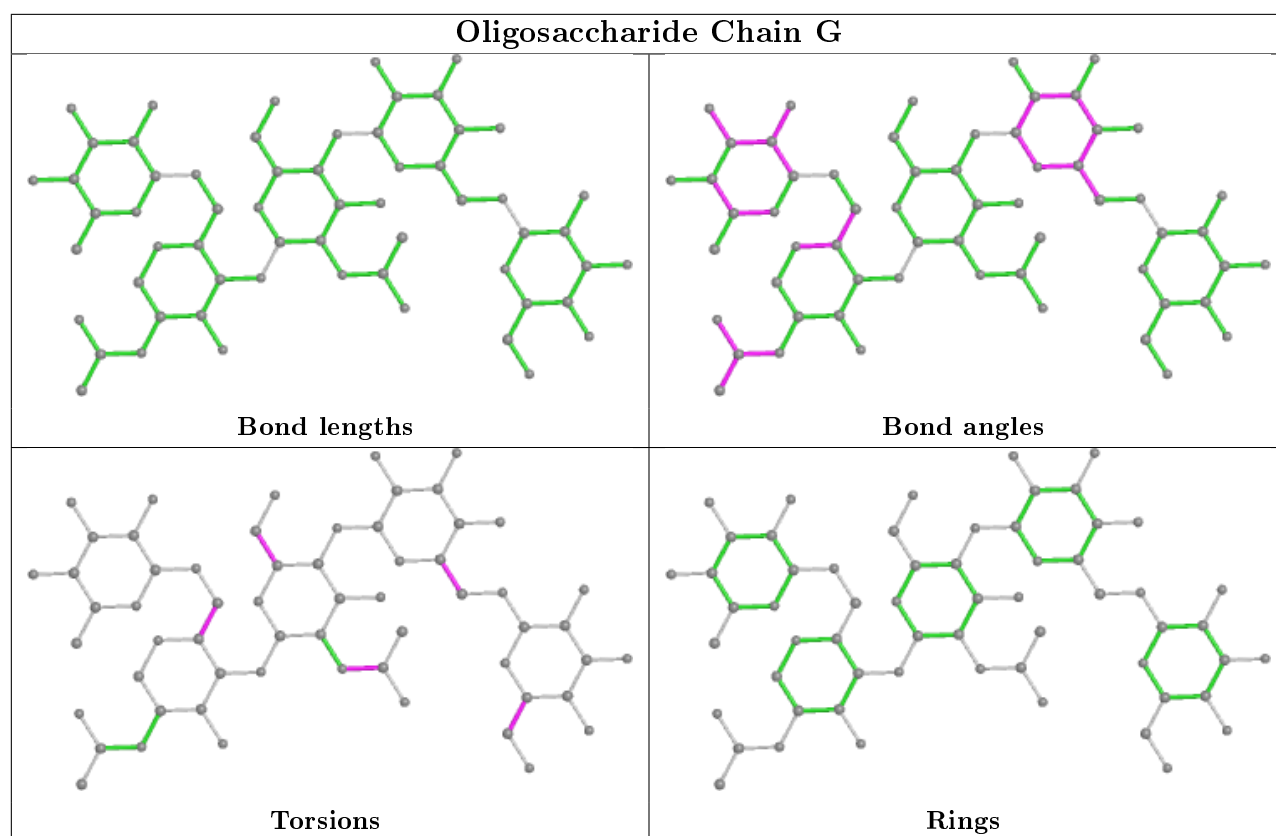 Oligosaccharide Chain G
Bond lengths
Bond angles
Torsions
Rings